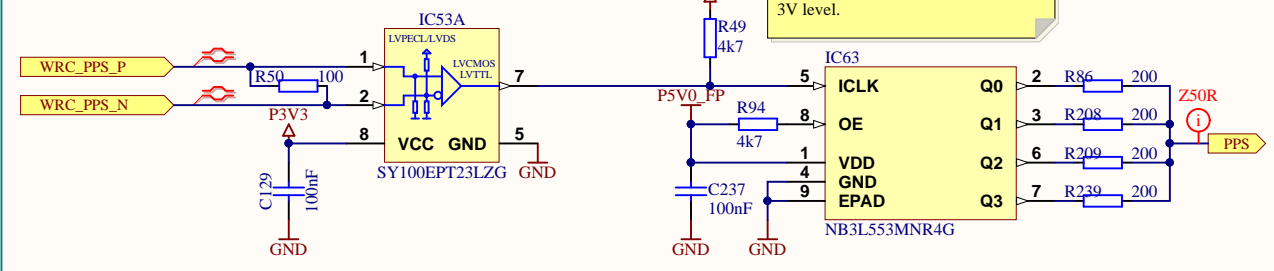 3V level.
IC53A
LVPECL/LVDS
LVCMOS
LVTTL
WRC_PPS_P
WRC_PPS_N
R50
100
1
2
7
8
VCC
GND
5
SY100EPT23LZG
GND
P3V3
C129
100nF
GND
R49
4k7
P5V0_FP
R94
4k7
C237
100nF
GND
GND
IC63
5
ICLK
8
OE
1
VDD
4
GND
9
EPAD
Q0
2
Q1
3
Q2
6
Q3
7
NB3L553MNR4G
R86
200
R208
200
R209
200
R239
200
Z50R
i
PPS